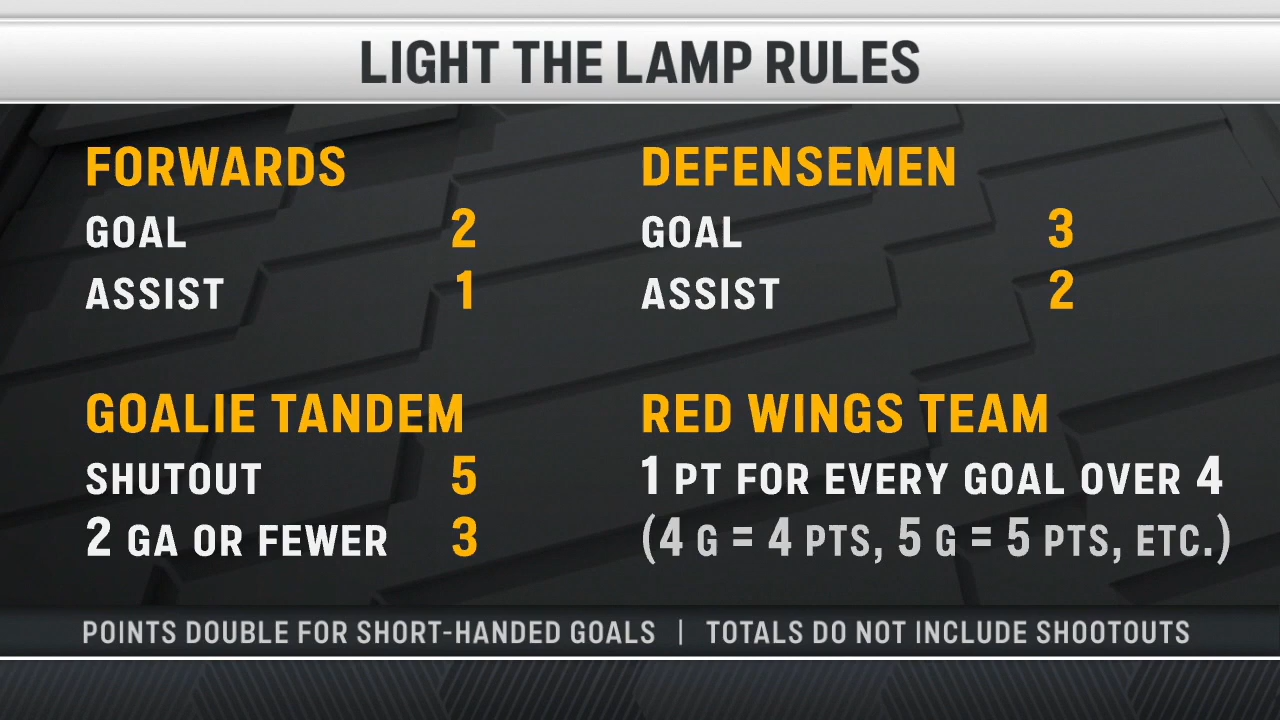 LIGHT THE LAMP RULES
FORWARDS
GOAL 2
ASSIST 1
DEFENSEMEN
GOAL 3
ASSIST 2
GOALIE TANDEM
SHUTOUT 5
2 GA OR FEWER 3
RED WINGS TEAM
1 PT FOR EVERY GOAL OVER 4
(4 G = 4 PTS, 5 G = 5 PTS, ETC.)
POINTS DOUBLE FOR SHORT-HANDED GOALS | TOTALS DO NOT INCLUDE SHOOTOUTS